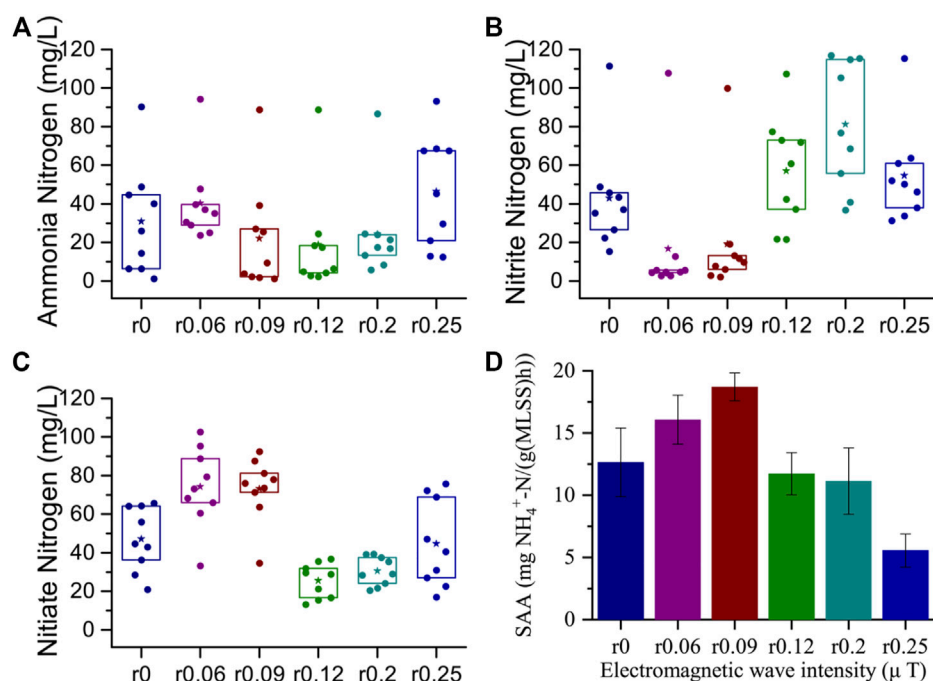 A
Ammonia Nitrogen (mg/L)
120
100
80
60
40
20
0
r0 r0.06 r0.09 r0.12 r0.2 r0.25
B
Nitrite Nitrogen (mg/L)
120
100
80
60
40
20
0
r0 r0.06 r0.09 r0.12 r0.2 r0.25
C
Nitiate Nitrogen (mg/L)
120
100
80
60
40
20
0
r0 r0.06 r0.09 r0.12 r0.2 r0.25
D
SAA (mg NH₄⁺-N/(g(MLSS)h))
20
15
10
5
0
r0 r0.06 r0.09 r0.12 r0.2 r0.25
Electromagnetic wave intensity (μ T)